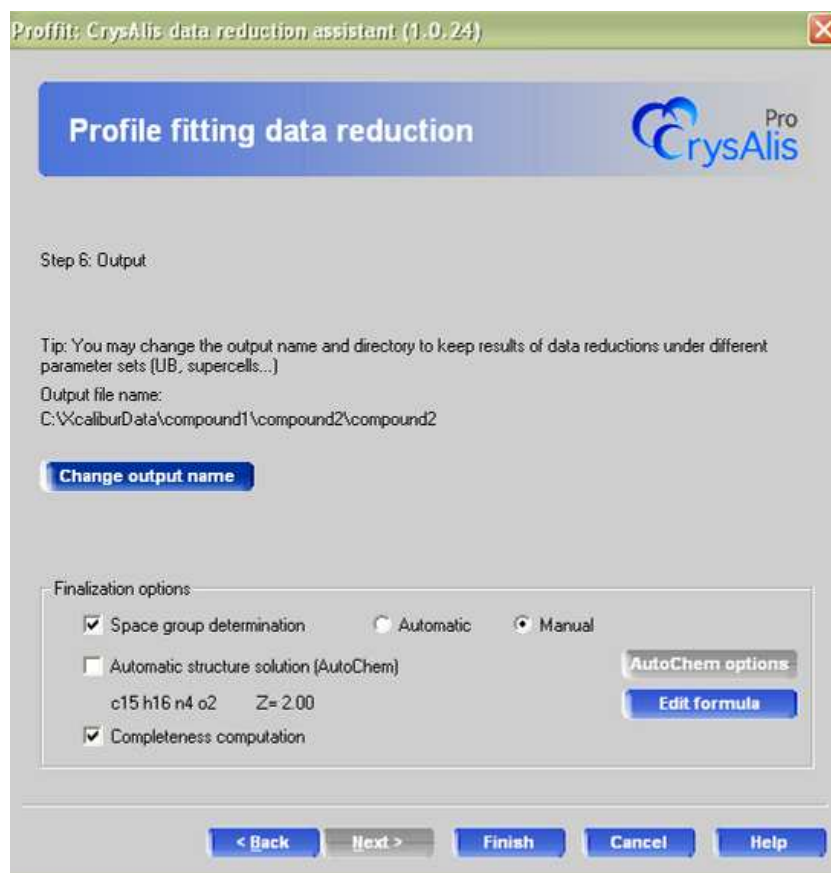 Proffit: CrysAlis data reduction assistant (1.0.24)
Profile fitting data reduction
Pro
CrysAlis
Step 6: Output
Tip: You may change the output name and directory to keep results of data reductions under different
parameter sets (UB, supercells...)
Output file name:
C:\XcaliburData\compound1\compound2\compound2
Change output name
Finalization options
Space group determination Automatic Manual
Automatic structure solution (AutoChem) AutoChem options
c15 h16 n4 o2 Z= 2.00 Edit formula
Completeness computation
< Back Next > Finish Cancel Help